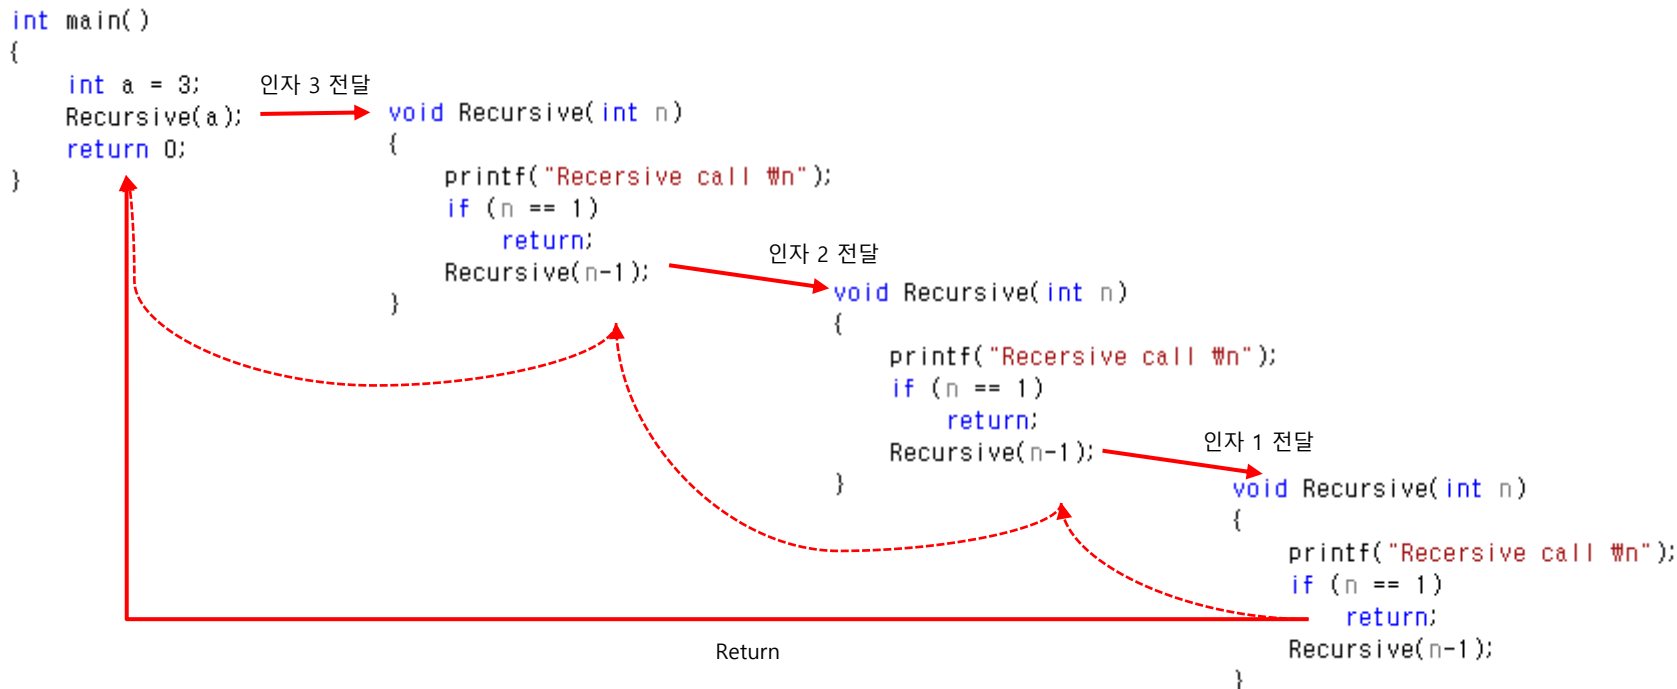 int main()
{
int a = 3;
Recursive(a);
return 0;
}
인자 3 전달
void Recursive(int n)
{
printf("Recersive call ₩n");
if (n == 1)
return;
Recursive(n-1);
}
인자 2 전달
void Recursive(int n)
{
printf("Recersive call ₩n");
if (n == 1)
return;
Recursive(n-1);
}
인자 1 전달
void Recursive(int n)
{
printf("Recersive call ₩n");
if (n == 1)
return;
Recursive(n-1);
}
Return